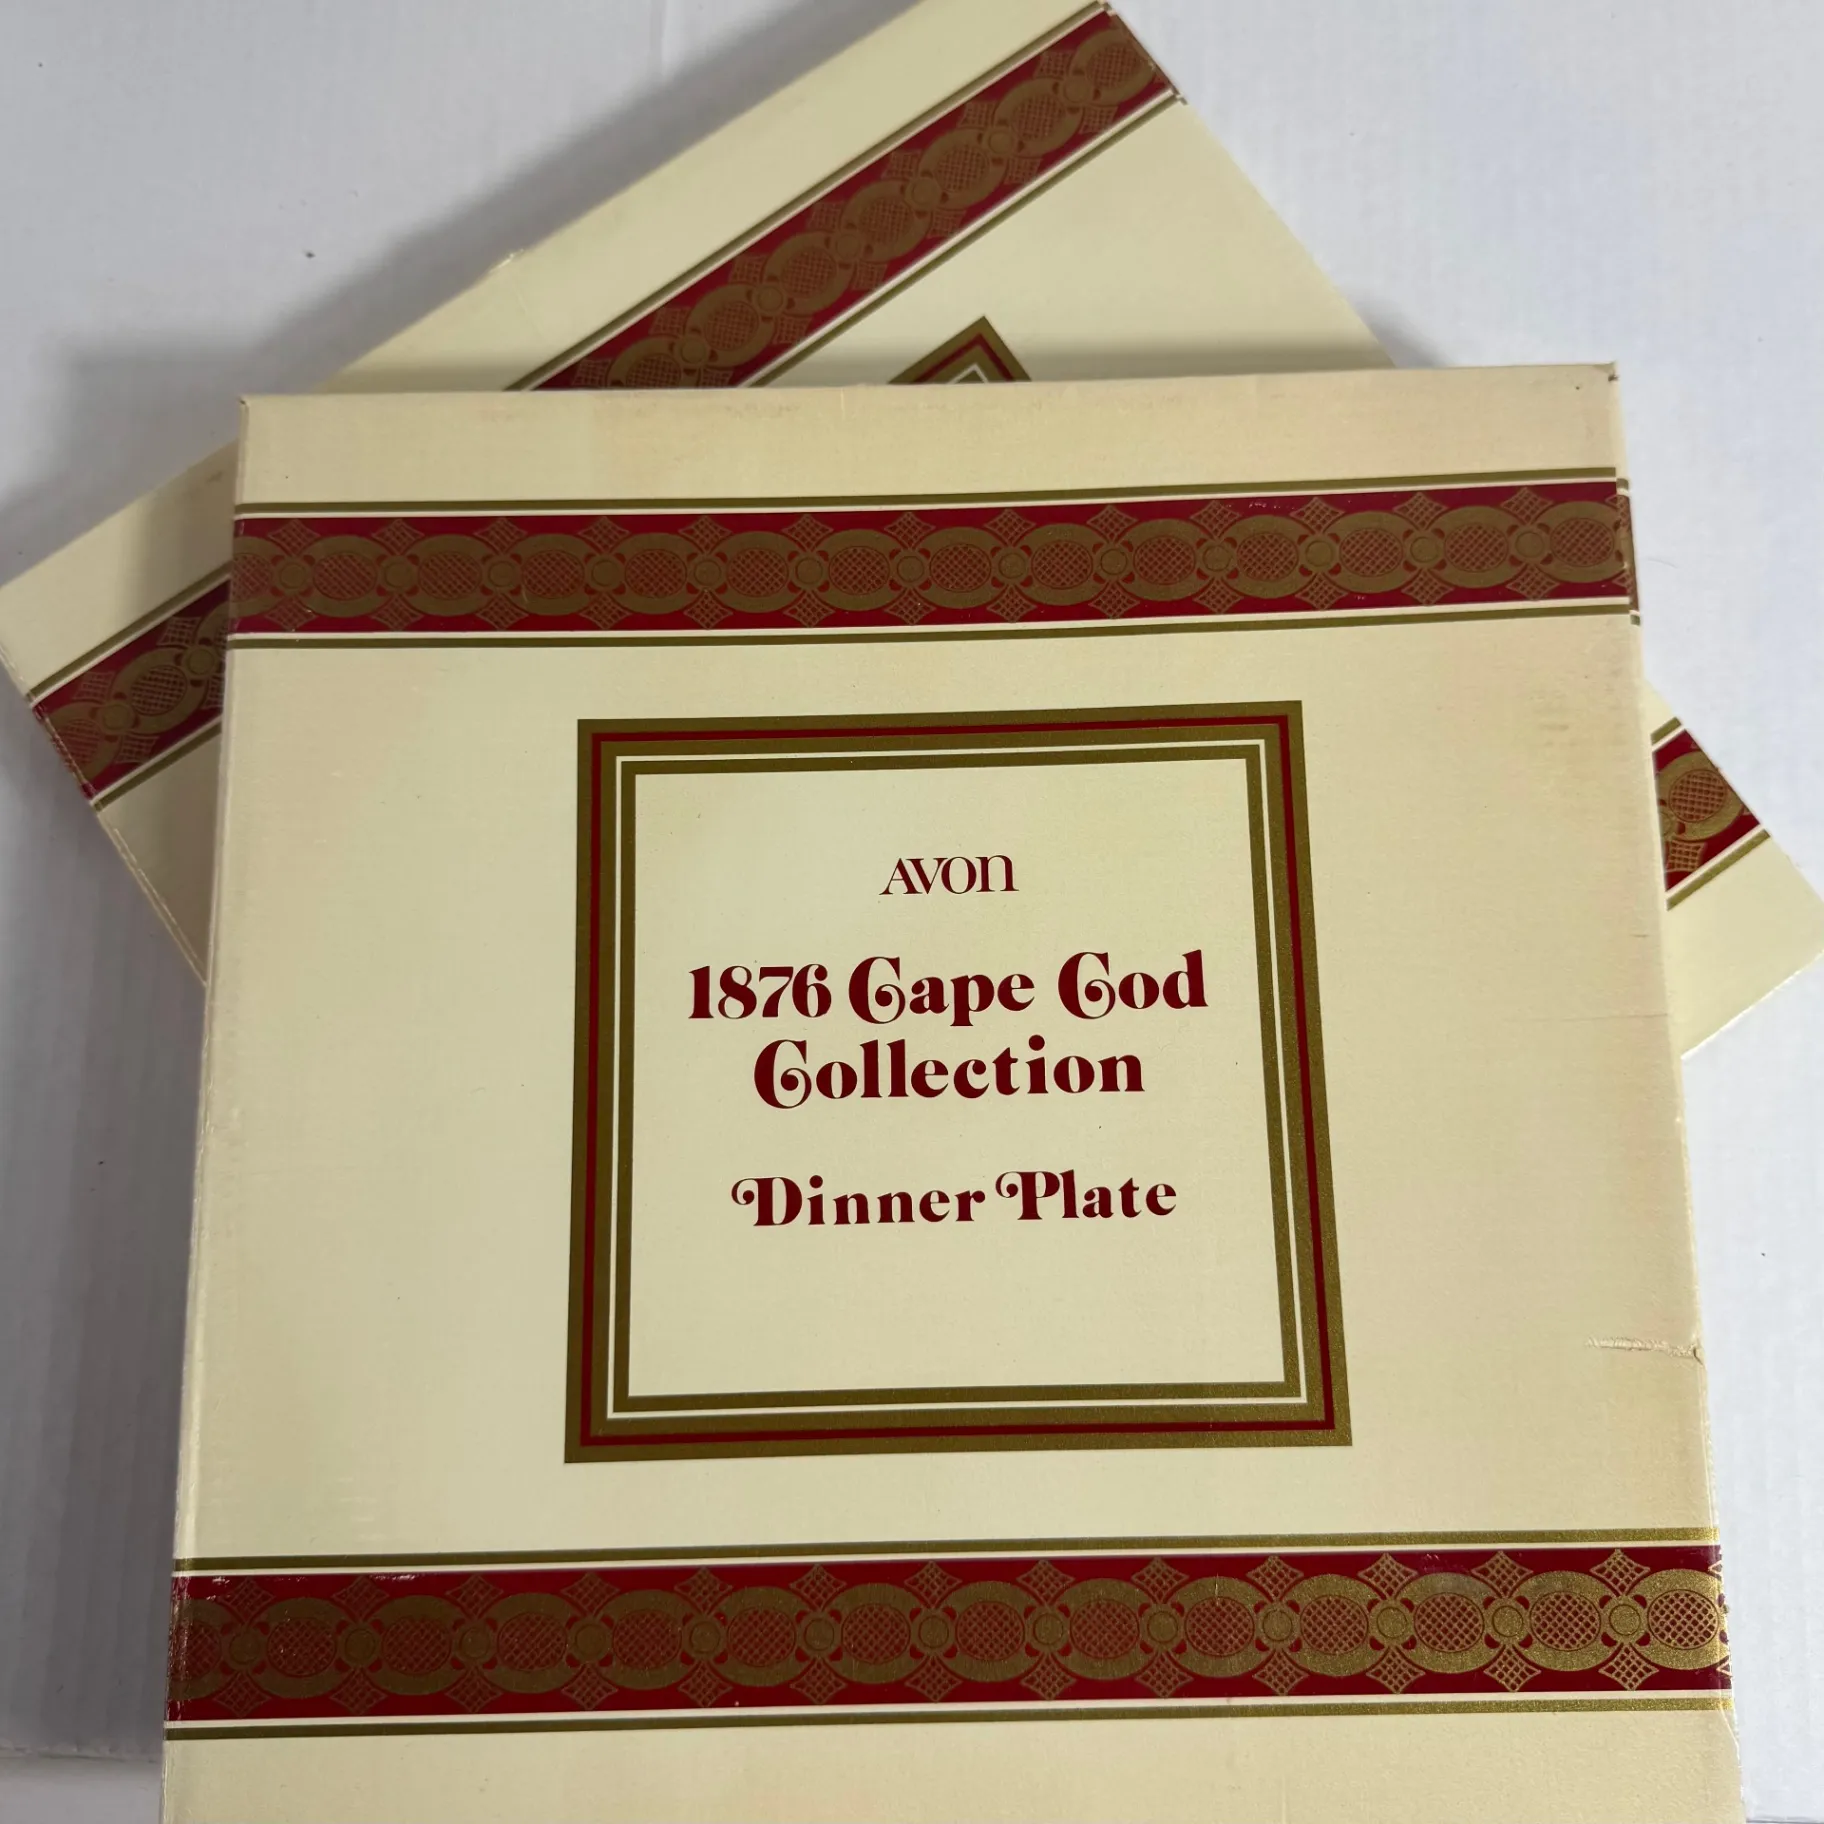 AVON
1876 Cape Cod
Collection
Dinner Plate